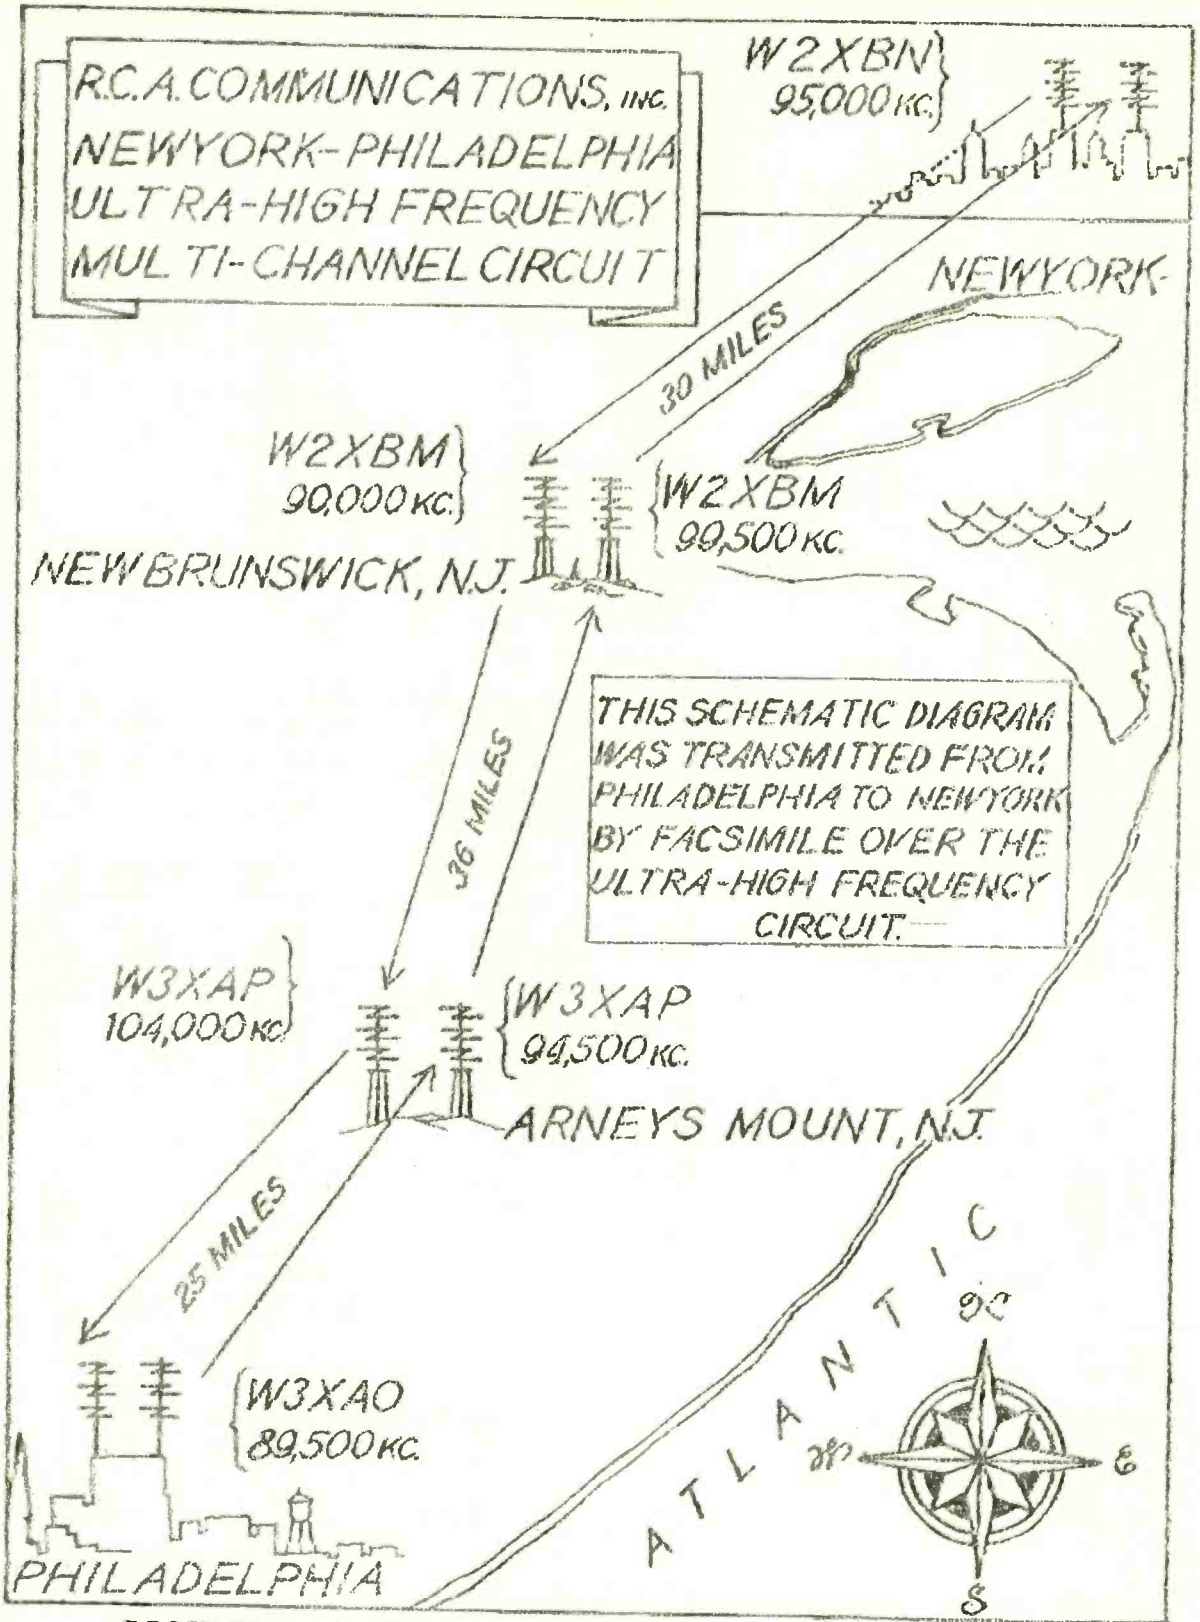 R.C.A. COMMUNICATIONS, INC.
NEWYORK-PHILADELPHIA
ULTRA-HIGH FREQUENCY
MULTI-CHANNEL CIRCUIT
W2XBN
95,000 KC.
NEWYORK
30 MILES
W2XBM
90,000 KC.
W2XBM
99,500 KC.
NEW BRUNSWICK, N.J.
THIS SCHEMATIC DIAGRAM
WAS TRANSMITTED FROM
PHILADELPHIA TO NEWYORK
BY FACSIMILE OVER THE
ULTRA-HIGH FREQUENCY
CIRCUIT.
36 MILES
W3XAP
104,000 KC.
W3XAP
94,500 KC.
ARNEYS MOUNT, N.J.
25 MILES
W3XAO
89,500 KC.
PHILADELPHIA
ATLANTIC
E
S